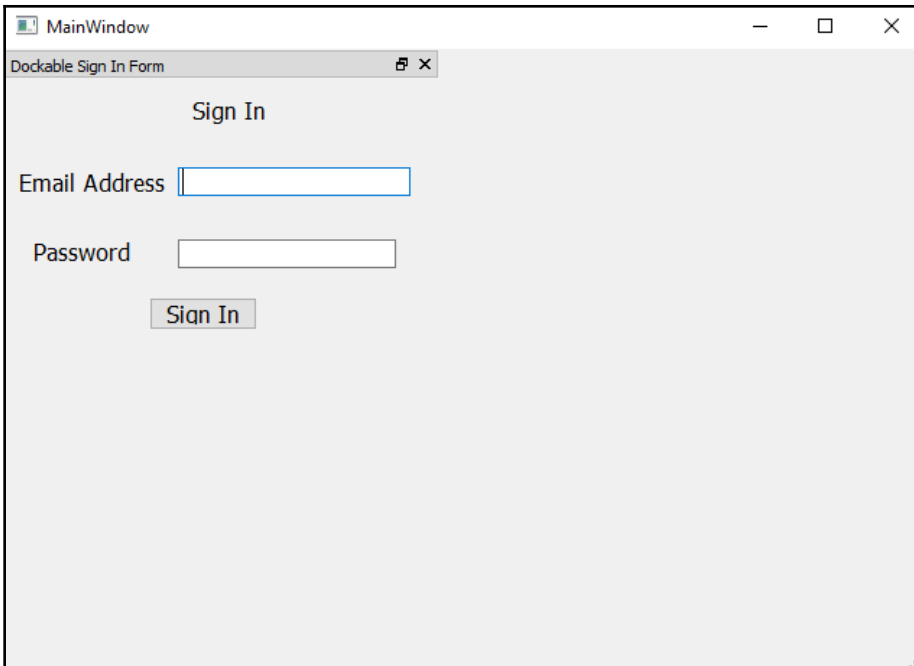 MainWindow
Dockable Sign In Form
Sign In
Email Address
Password
Sign In